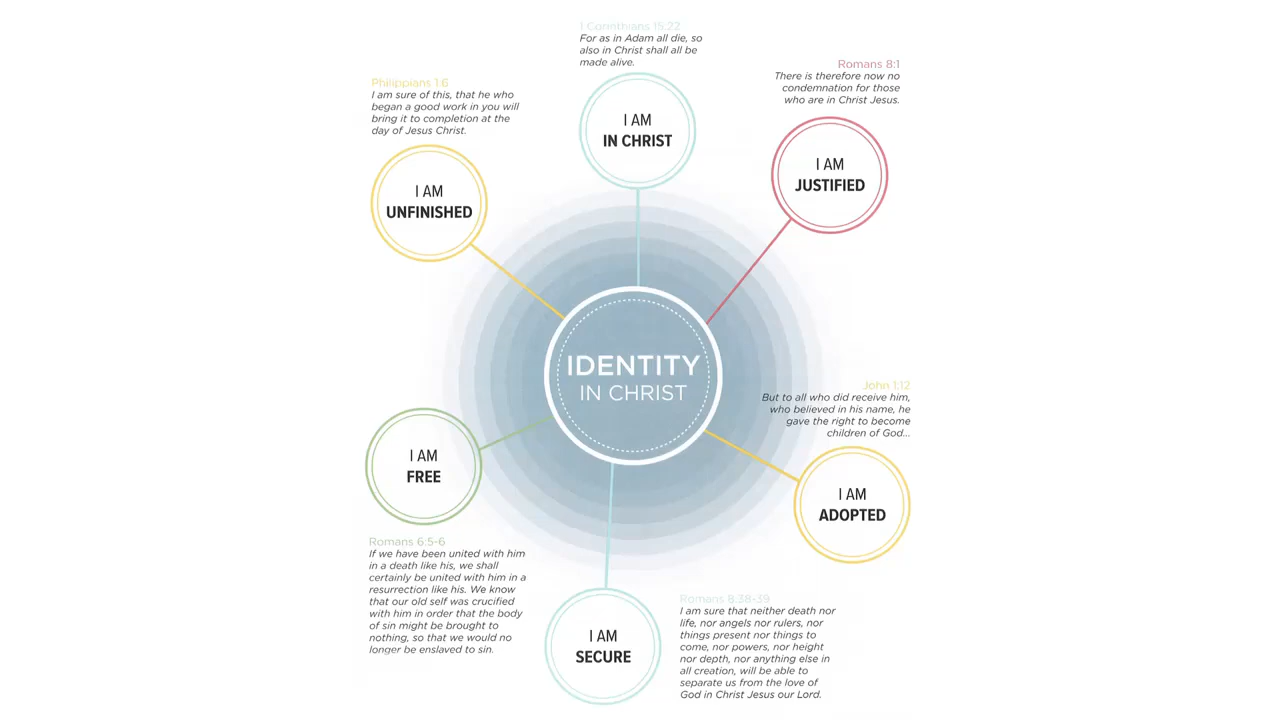 1 Corinthians 15:22
For as in Adam all die, so
also in Christ shall all be
made alive.
I AM
IN CHRIST
Romans 8:1
There is therefore now no
condemnation for those
who are in Christ Jesus.
I AM
JUSTIFIED
Philippians 1:6
I am sure of this, that he who
began a good work in you will
bring it to completion at the
day of Jesus Christ.
I AM
UNFINISHED
IDENTITY
IN CHRIST
John 1:12
But to all who did receive him,
who believed in his name, he
gave the right to become
children of God...
I AM
ADOPTED
I AM
FREE
Romans 6:5-6
If we have been united with him
in a death like his, we shall
certainly be united with him in a
resurrection like his. We know
that our old self was crucified
with him in order that the body
of sin might be brought to
nothing, so that we would no
longer be enslaved to sin.
I AM
SECURE
Romans 8:38-39
I am sure that neither death nor
life, nor angels nor rulers, nor
things present nor things to
come, nor powers, nor height
nor depth, nor anything else in
all creation, will be able to
separate us from the love of
God in Christ Jesus our Lord.